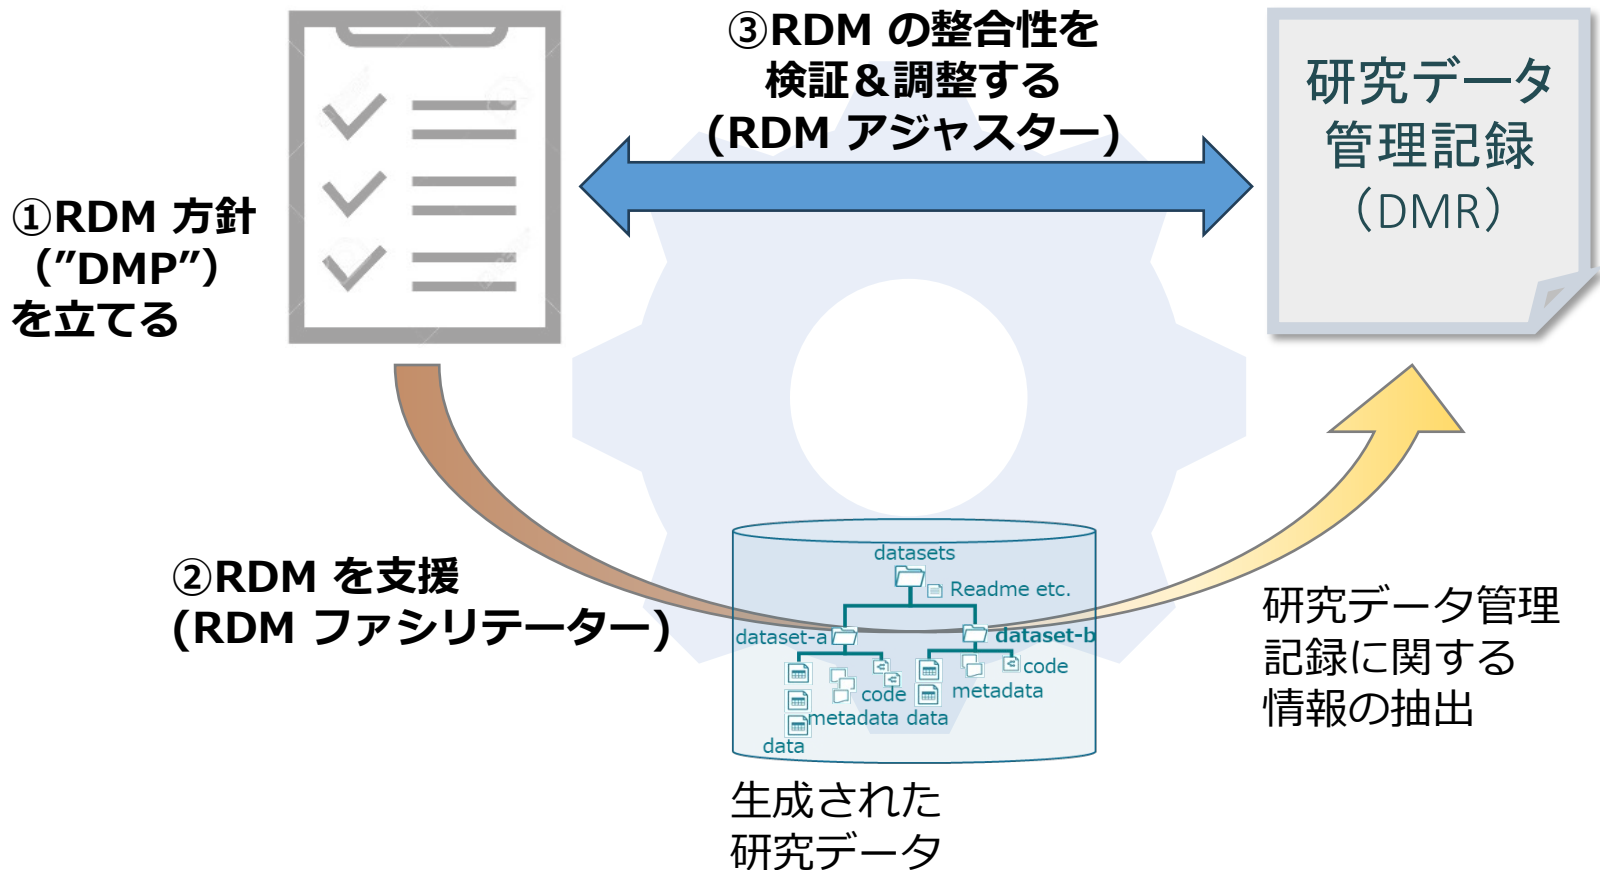 ①RDM 方針
（”DMP”）
を立てる
③RDM の整合性を
検証＆調整する
(RDM アジャスター)
研究データ
管理記録
（DMR）
②RDM を支援
(RDM ファシリテーター)
datasets
Readme etc.
dataset-a
dataset-b
code
metadata
data
code
metadata
data
生成された
研究データ
研究データ管理
記録に関する
情報の抽出